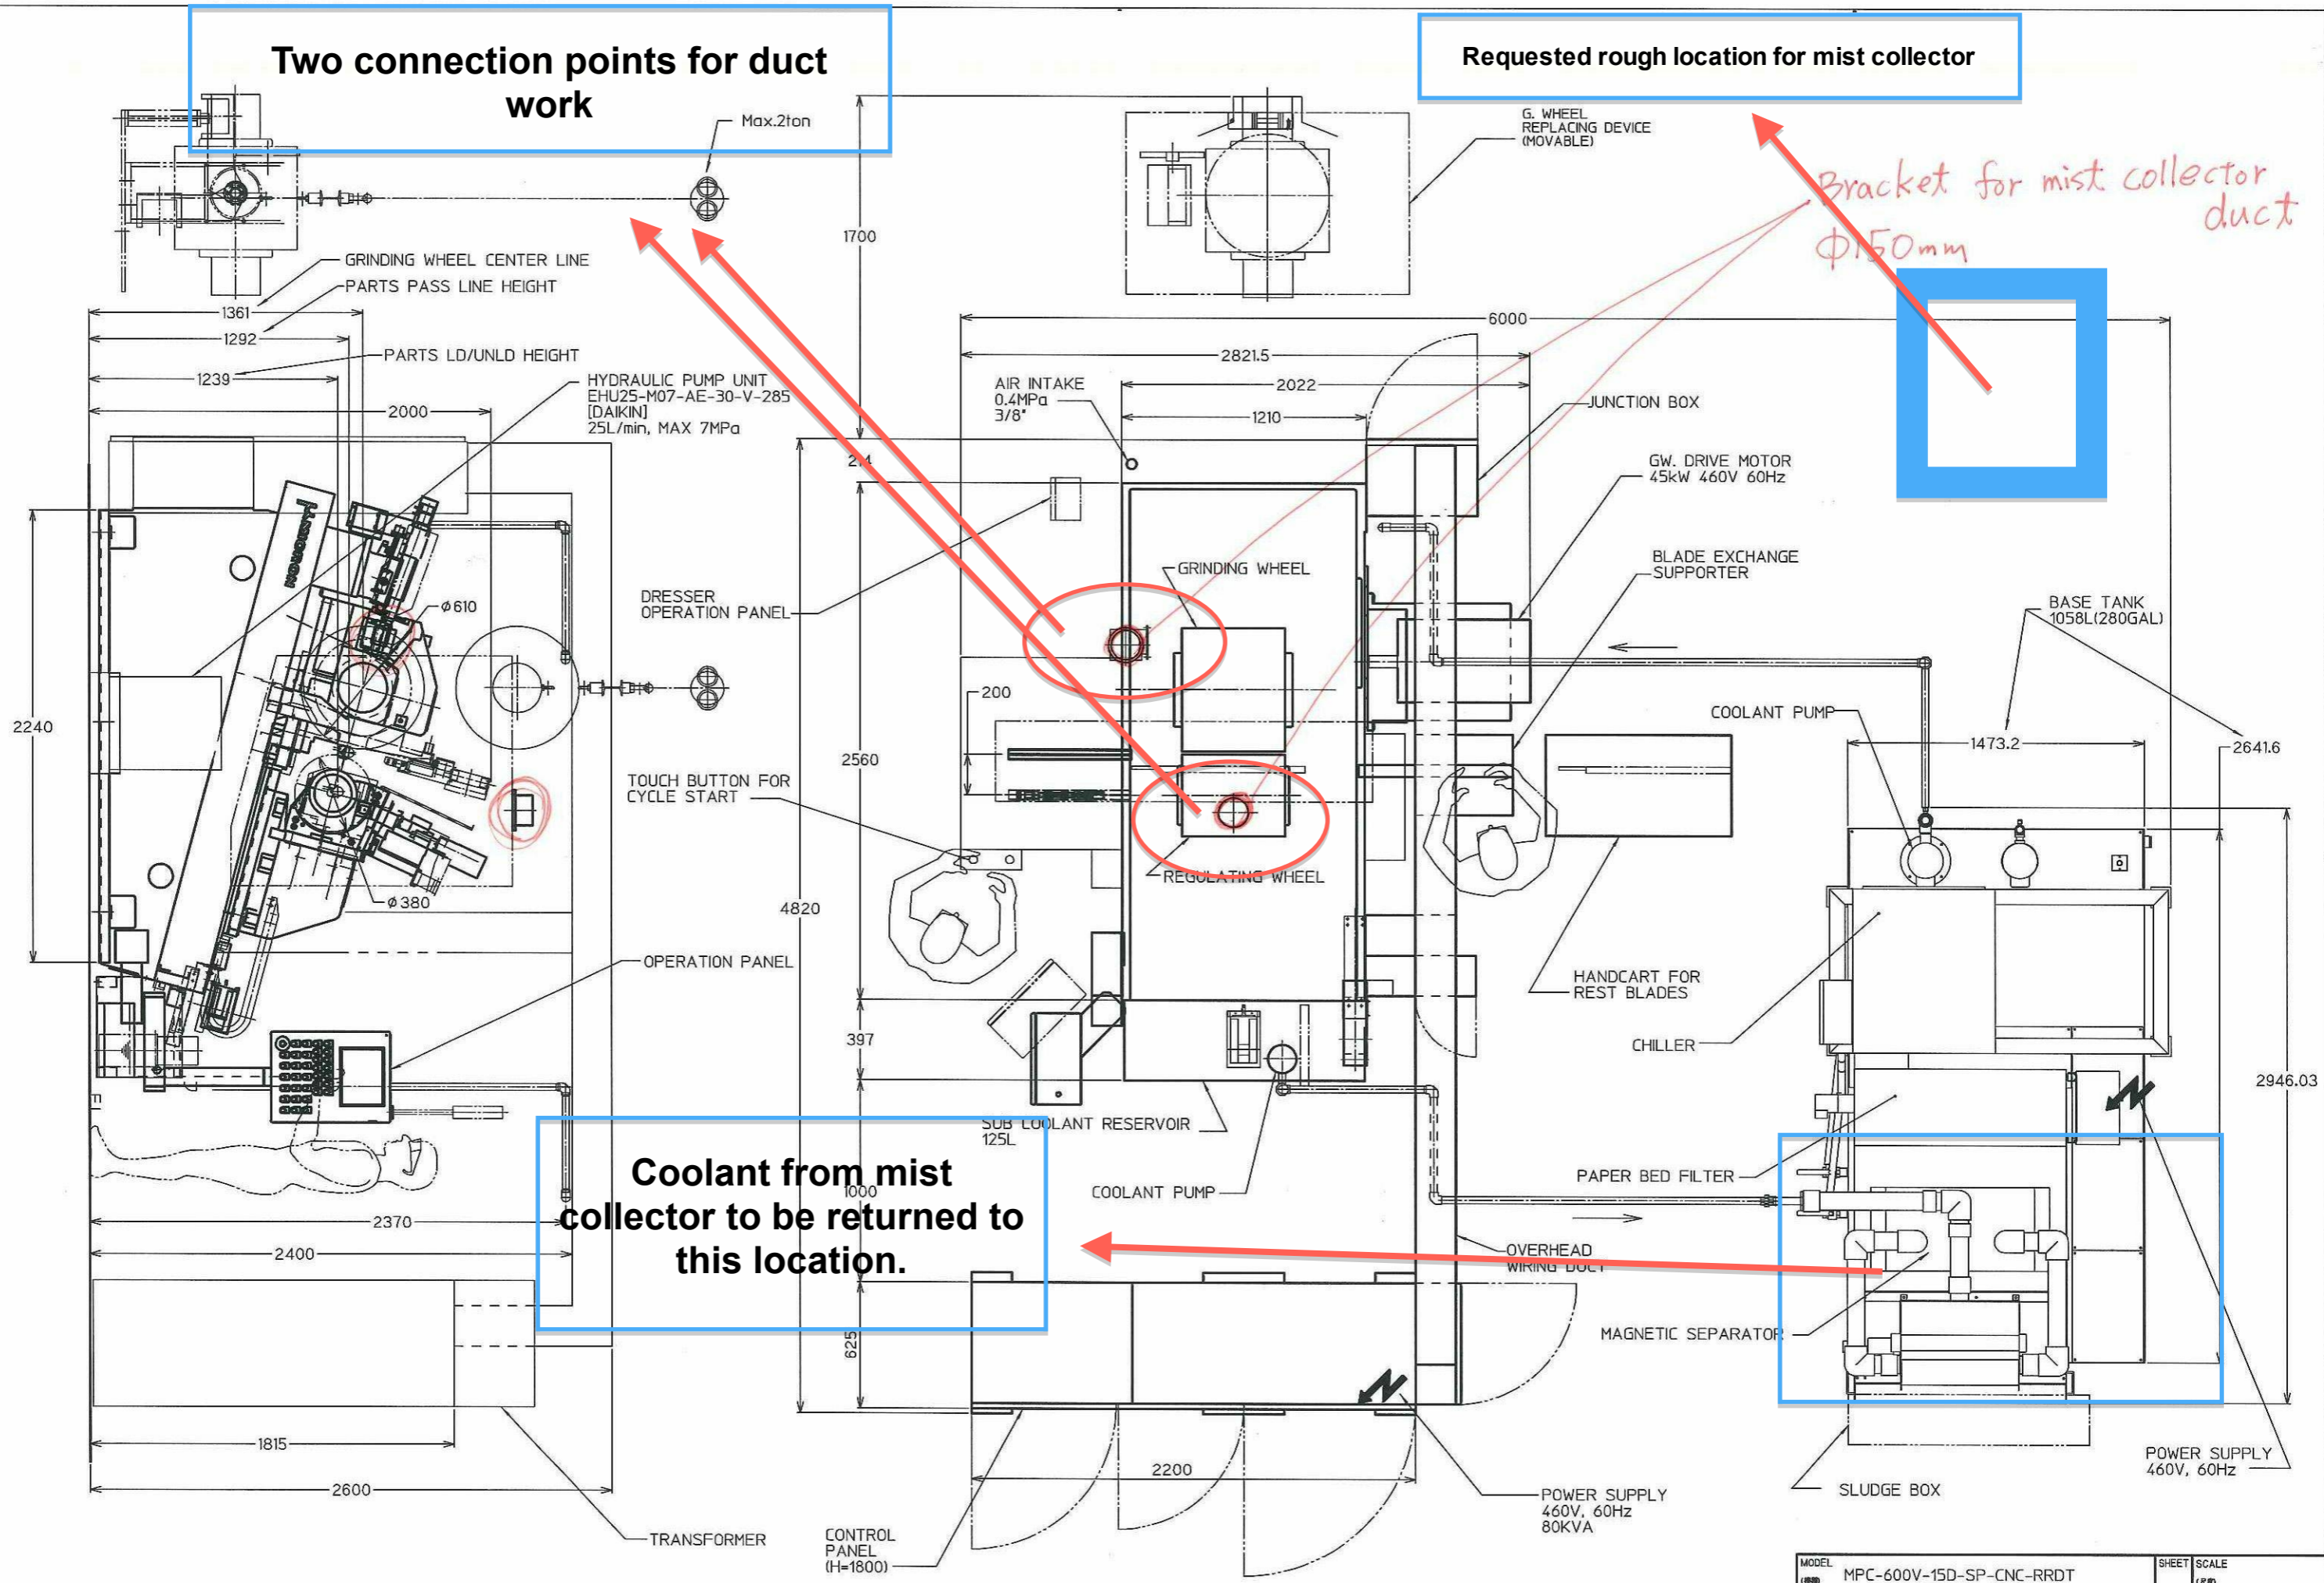 Two connection points for duct
work
Requested rough location for mist collector
Max.2ton
G. WHEEL
REPLACING DEVICE
(MOVABLE)
Bracket for mist collector
duct
Φ150mm
1700
GRINDING WHEEL CENTER LINE
PARTS PASS LINE HEIGHT
1361
1292
PARTS LD/UNLD HEIGHT
1239
HYDRAULIC PUMP UNIT
EHU25-M07-AE-30-V-285
[DAIKIN]
25L/min, MAX 7MPa
2000
6000
2821.5
2022
1210
AIR INTAKE
0.4MPa
3/8"
JUNCTION BOX
GW. DRIVE MOTOR
45kW 460V 60Hz
BLADE EXCHANGE
SUPPORTER
GRINDING WHEEL
DRESSER
OPERATION PANEL
φ610
BASE TANK
1058L(280GAL)
200
COOLANT PUMP
1473.2
2641.6
2240
2560
TOUCH BUTTON FOR
CYCLE START
REGULATING WHEEL
φ380
4820
OPERATION PANEL
HANDCART FOR
REST BLADES
397
CHILLER
2946.03
SUB COOLANT RESERVOIR
125L
Coolant from mist
collector to be returned to
this location.
1000
COOLANT PUMP
PAPER BED FILTER
2370
2400
OVERHEAD
WIRING DUCT
MAGNETIC SEPARATOR
625
1815
2600
2200
POWER SUPPLY
460V, 60Hz
SLUDGE BOX
POWER SUPPLY
460V, 60Hz
80KVA
TRANSFORMER
CONTROL
PANEL
(H=1800)
MODEL
MPC-600V-15D-SP-CNC-RRDT
SHEET
SCALE